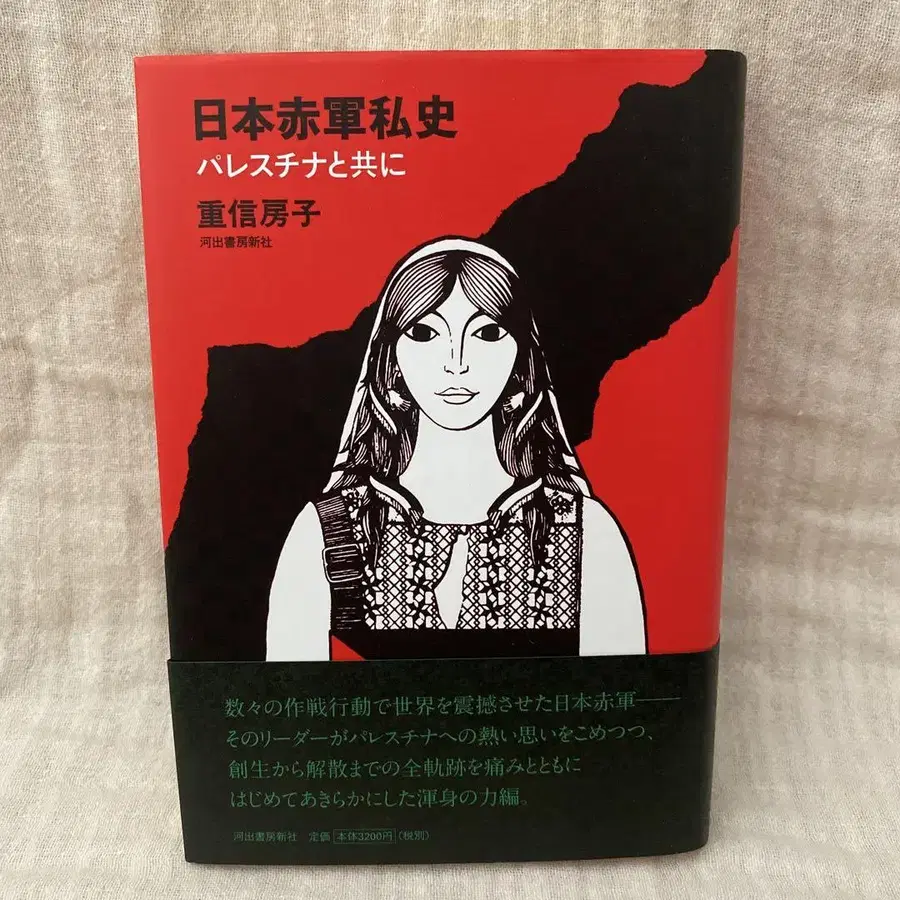 日本赤軍私史
パレスチナと共に
重信房子
河出書房新社
数々の作戦行動で世界を震撼させた日本赤軍――
そのリーダーがパレスチナへの熱い思いをこめつつ、
創生から解散までの全軌跡を痛みとともに
はじめてあきらかにした渾身の力編。
河出書房新社 定価 本体3200円 (税別)